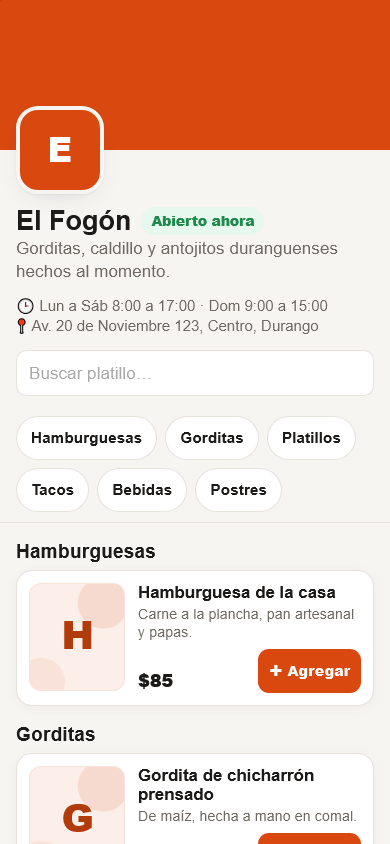 E
El Fogón
Abierto ahora
Gorditas, caldillo y antojitos duranguenses
hechos al momento.
Lun a Sáb 8:00 a 17:00 · Dom 9:00 a 15:00
Av. 20 de Noviembre 123, Centro, Durango
Buscar platillo…
Hamburguesas
Gorditas
Platillos
Tacos
Bebidas
Postres
Hamburguesas
H
Hamburguesa de la casa
Carne a la plancha, pan artesanal
y papas.
$85
+ Agregar
Gorditas
G
Gordita de chicharrón
prensado
De maíz, hecha a mano en comal.